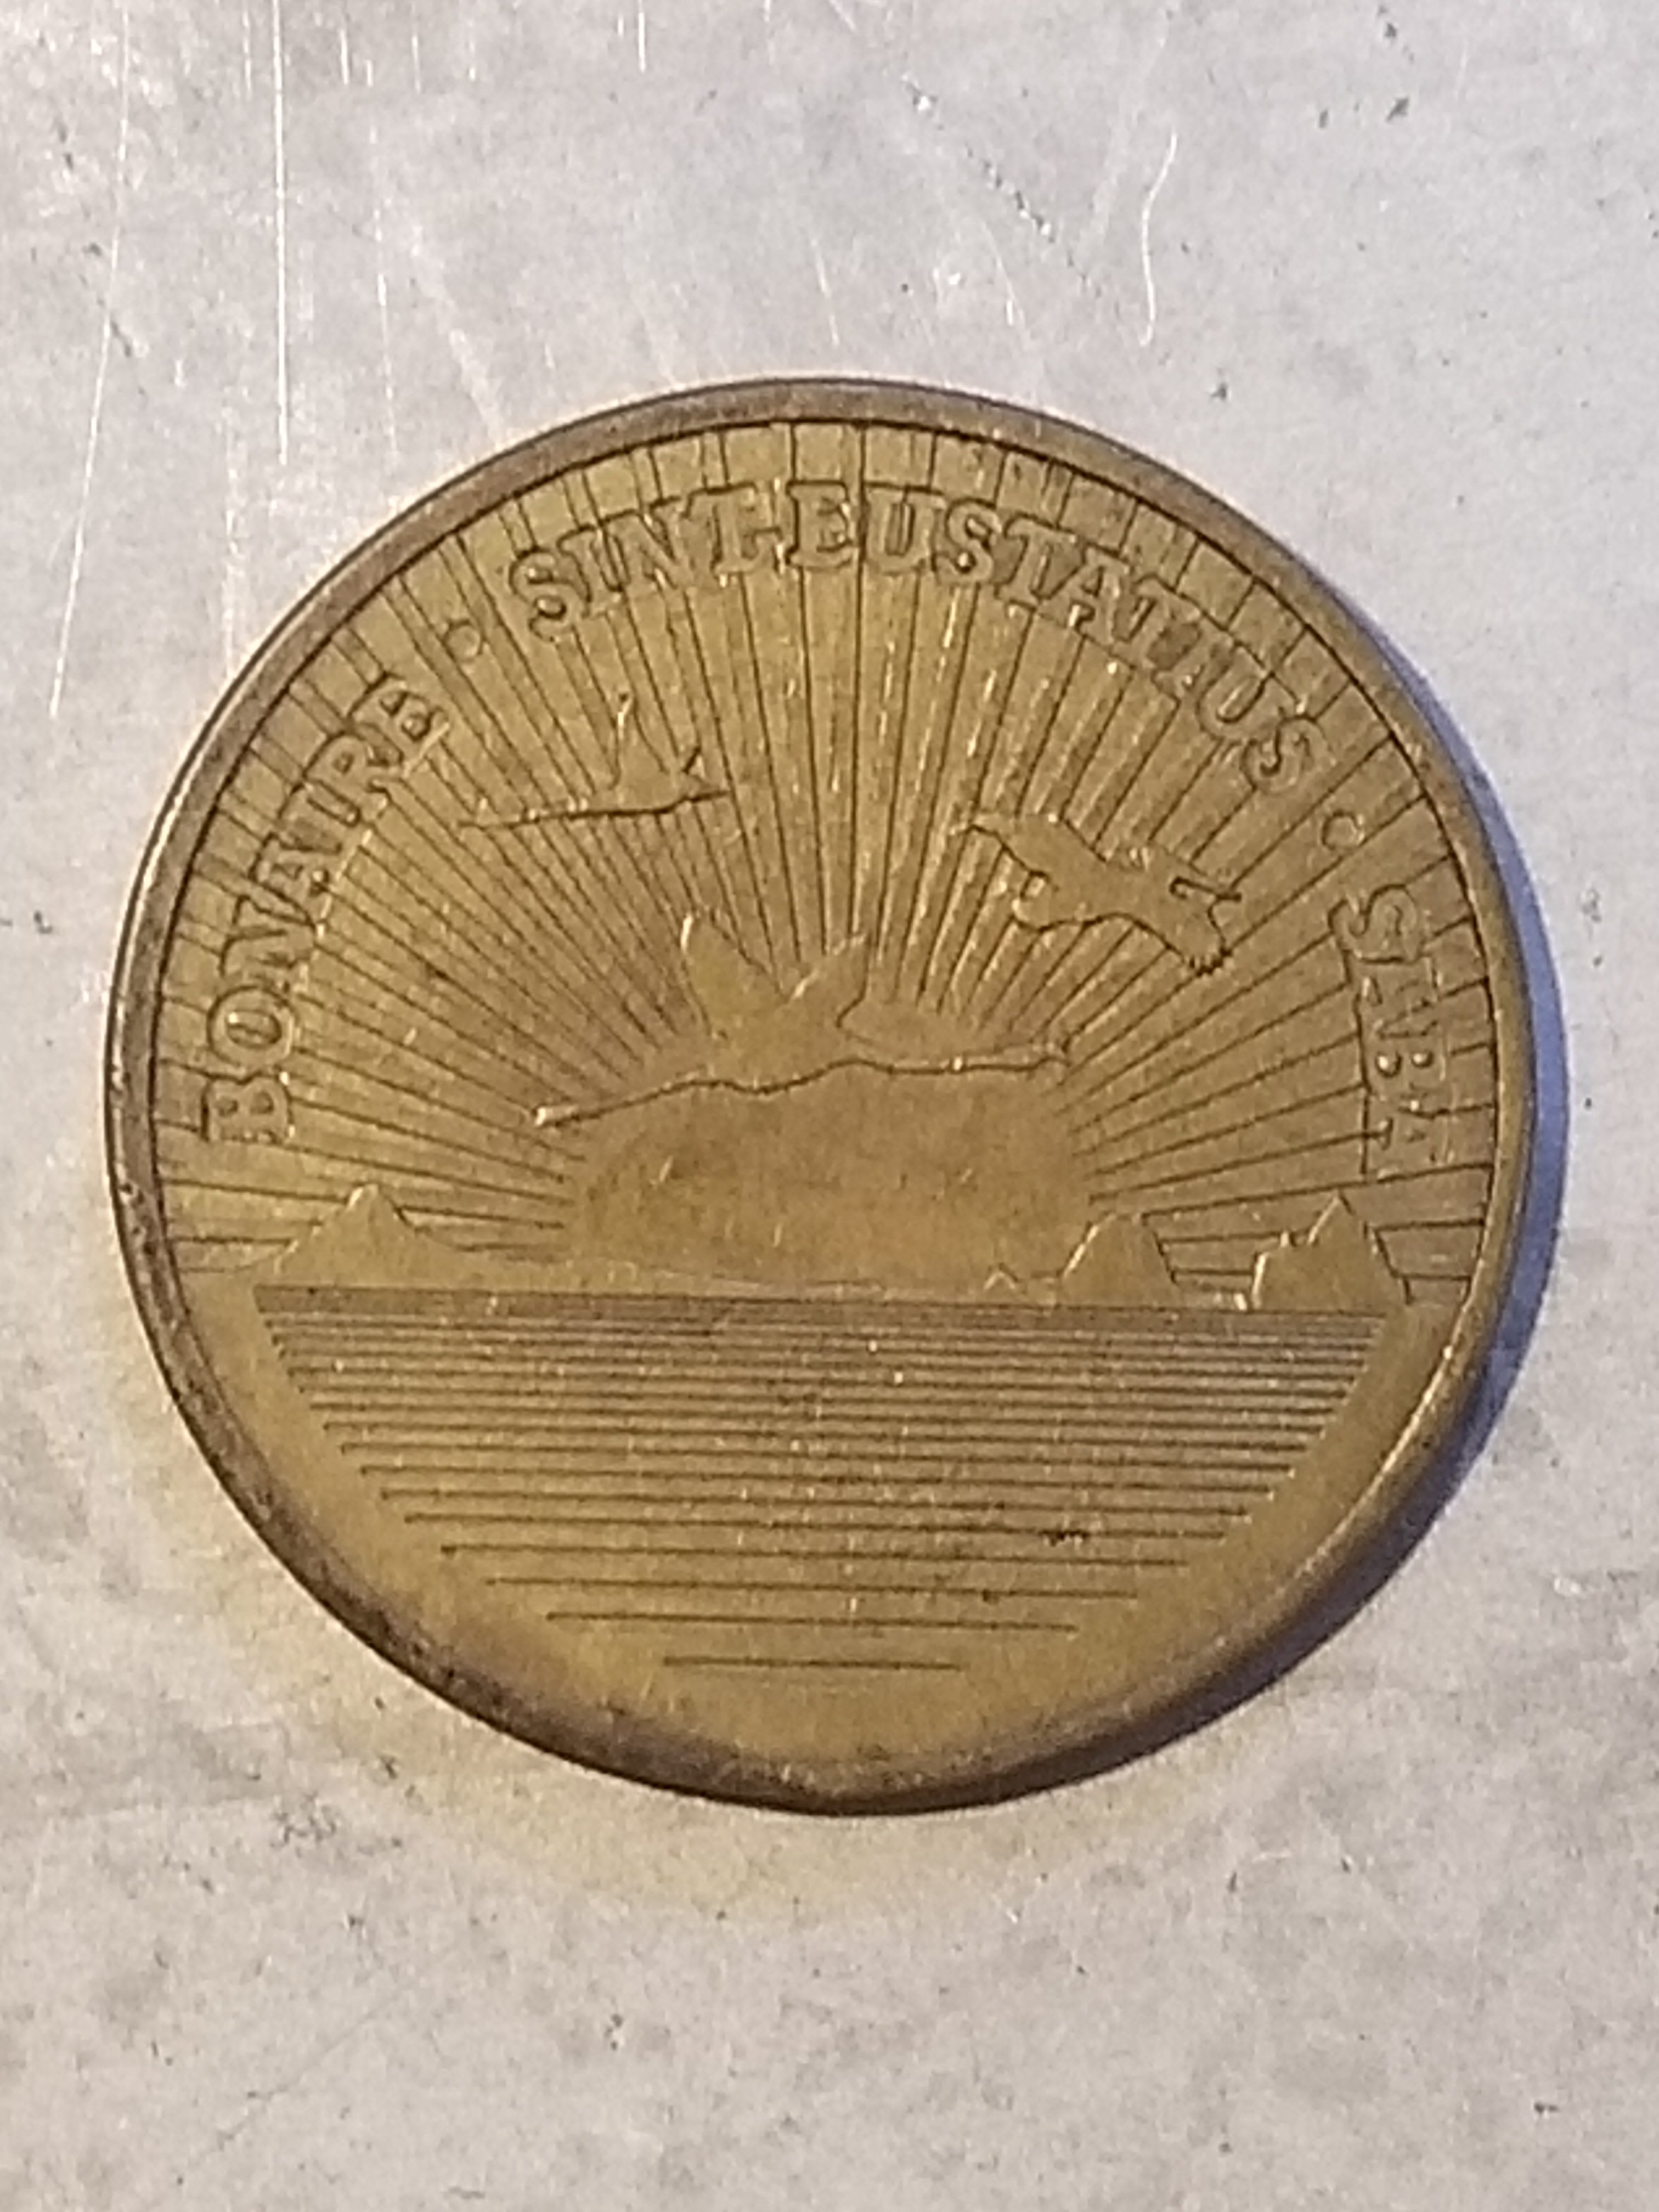 BONAIRE • SINT EUSTATIUS • SABA